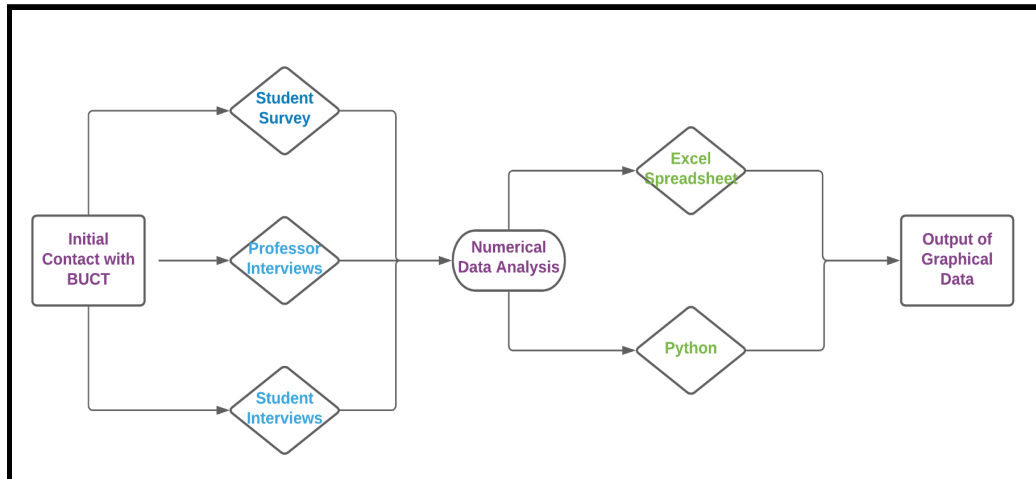 Student
Survey
Initial
Contact with
BUCT
Professor
Interviews
Student
Interviews
Numerical
Data Analysis
Excel
Spreadsheet
Python
Output of
Graphical
Data